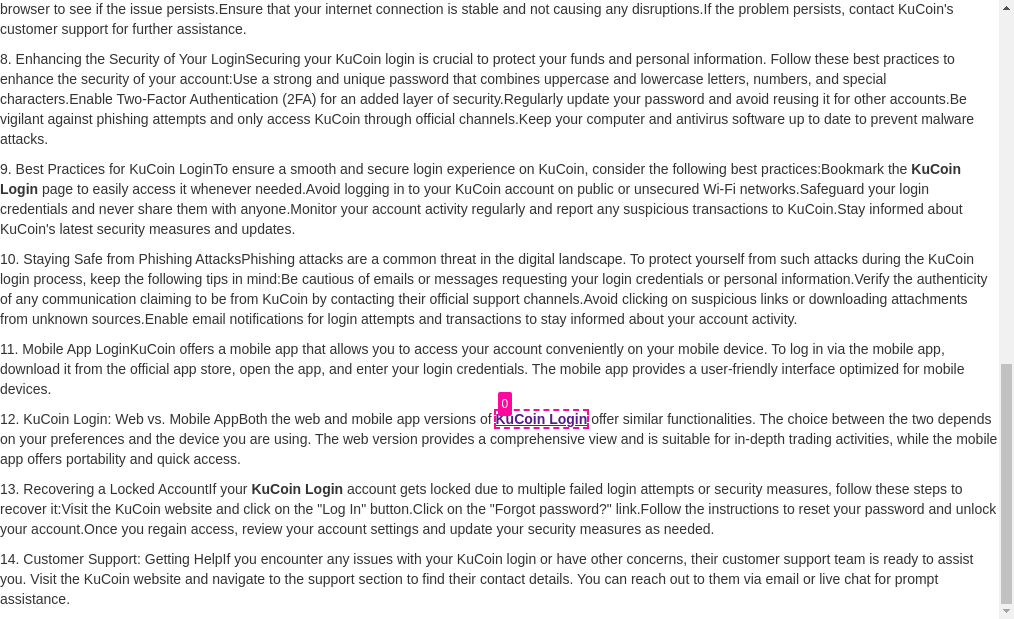 browser to see if the issue persists.Ensure that your internet connection is stable and not causing any disruptions.If the problem persists, contact KuCoin's
customer support for further assistance.
8. Enhancing the Security of Your LoginSecuring your KuCoin login is crucial to protect your funds and personal information. Follow these best practices to
enhance the security of your account:Use a strong and unique password that combines uppercase and lowercase letters, numbers, and special
characters.Enable Two-Factor Authentication (2FA) for an added layer of security.Regularly update your password and avoid reusing it for other accounts.Be
vigilant against phishing attempts and only access KuCoin through official channels.Keep your computer and antivirus software up to date to prevent malware
attacks.
9. Best Practices for KuCoin LoginTo ensure a smooth and secure login experience on KuCoin, consider the following best practices:Bookmark the KuCoin
Login page to easily access it whenever needed.Avoid logging in to your KuCoin account on public or unsecured Wi-Fi networks.Safeguard your login
credentials and never share them with anyone.Monitor your account activity regularly and report any suspicious transactions to KuCoin.Stay informed about
KuCoin's latest security measures and updates.
10. Staying Safe from Phishing AttacksPhishing attacks are a common threat in the digital landscape. To protect yourself from such attacks during the KuCoin
login process, keep the following tips in mind:Be cautious of emails or messages requesting your login credentials or personal information.Verify the authenticity
of any communication claiming to be from KuCoin by contacting their official support channels.Avoid clicking on suspicious links or downloading attachments
from unknown sources.Enable email notifications for login attempts and transactions to stay informed about your account activity.
11. Mobile App LoginKuCoin offers a mobile app that allows you to access your account conveniently on your mobile device. To log in via the mobile app,
download it from the official app store, open the app, and enter your login credentials. The mobile app provides a user-friendly interface optimized for mobile
devices.
0
12. KuCoin Login: Web vs. Mobile AppBoth the web and mobile app versions of KuCoin Login offer similar functionalities. The choice between the two depends
on your preferences and the device you are using. The web version provides a comprehensive view and is suitable for in-depth trading activities, while the mobile
app offers portability and quick access.
13. Recovering a Locked AccountIf your KuCoin Login account gets locked due to multiple failed login attempts or security measures, follow these steps to
recover it:Visit the KuCoin website and click on the "Log In" button.Click on the "Forgot password?" link.Follow the instructions to reset your password and unlock
your account.Once you regain access, review your account settings and update your security measures as needed.
14. Customer Support: Getting HelpIf you encounter any issues with your KuCoin login or have other concerns, their customer support team is ready to assist
you. Visit the KuCoin website and navigate to the support section to find their contact details. You can reach out to them via email or live chat for prompt
assistance.